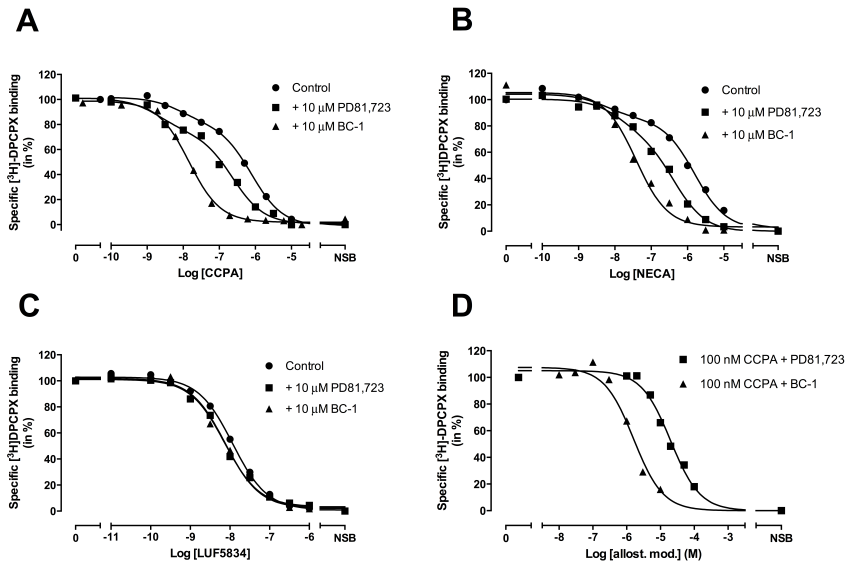 A
Specific [³H]-DPCPX binding
(in %)
120
100
80
60
40
20
0
0
-10
-9
-8
-7
-6
-5
NSB
Log [CCPA]
Control
+ 10 µM PD81,723
+ 10 µM BC-1
B
Specific [³H]DPCPX binding
(in %)
120
100
80
60
40
20
0
0
-10
-9
-8
-7
-6
-5
NSB
Log [NECA]
Control
+ 10 µM PD81,723
+ 10 µM BC-1
C
Specific [³H]DPCPX binding
(in %)
120
100
80
60
40
20
0
0
-11
-10
-9
-8
-7
-6
NSB
Log [LUF5834]
Control
+ 10 µM PD81,723
+ 10 µM BC-1
D
Specific [³H]-DPCPX binding
(in %)
120
100
80
60
40
20
0
0
-8
-7
-6
-5
-4
-3
NSB
Log [allost. mod.] (M)
100 nM CCPA + PD81,723
100 nM CCPA + BC-1